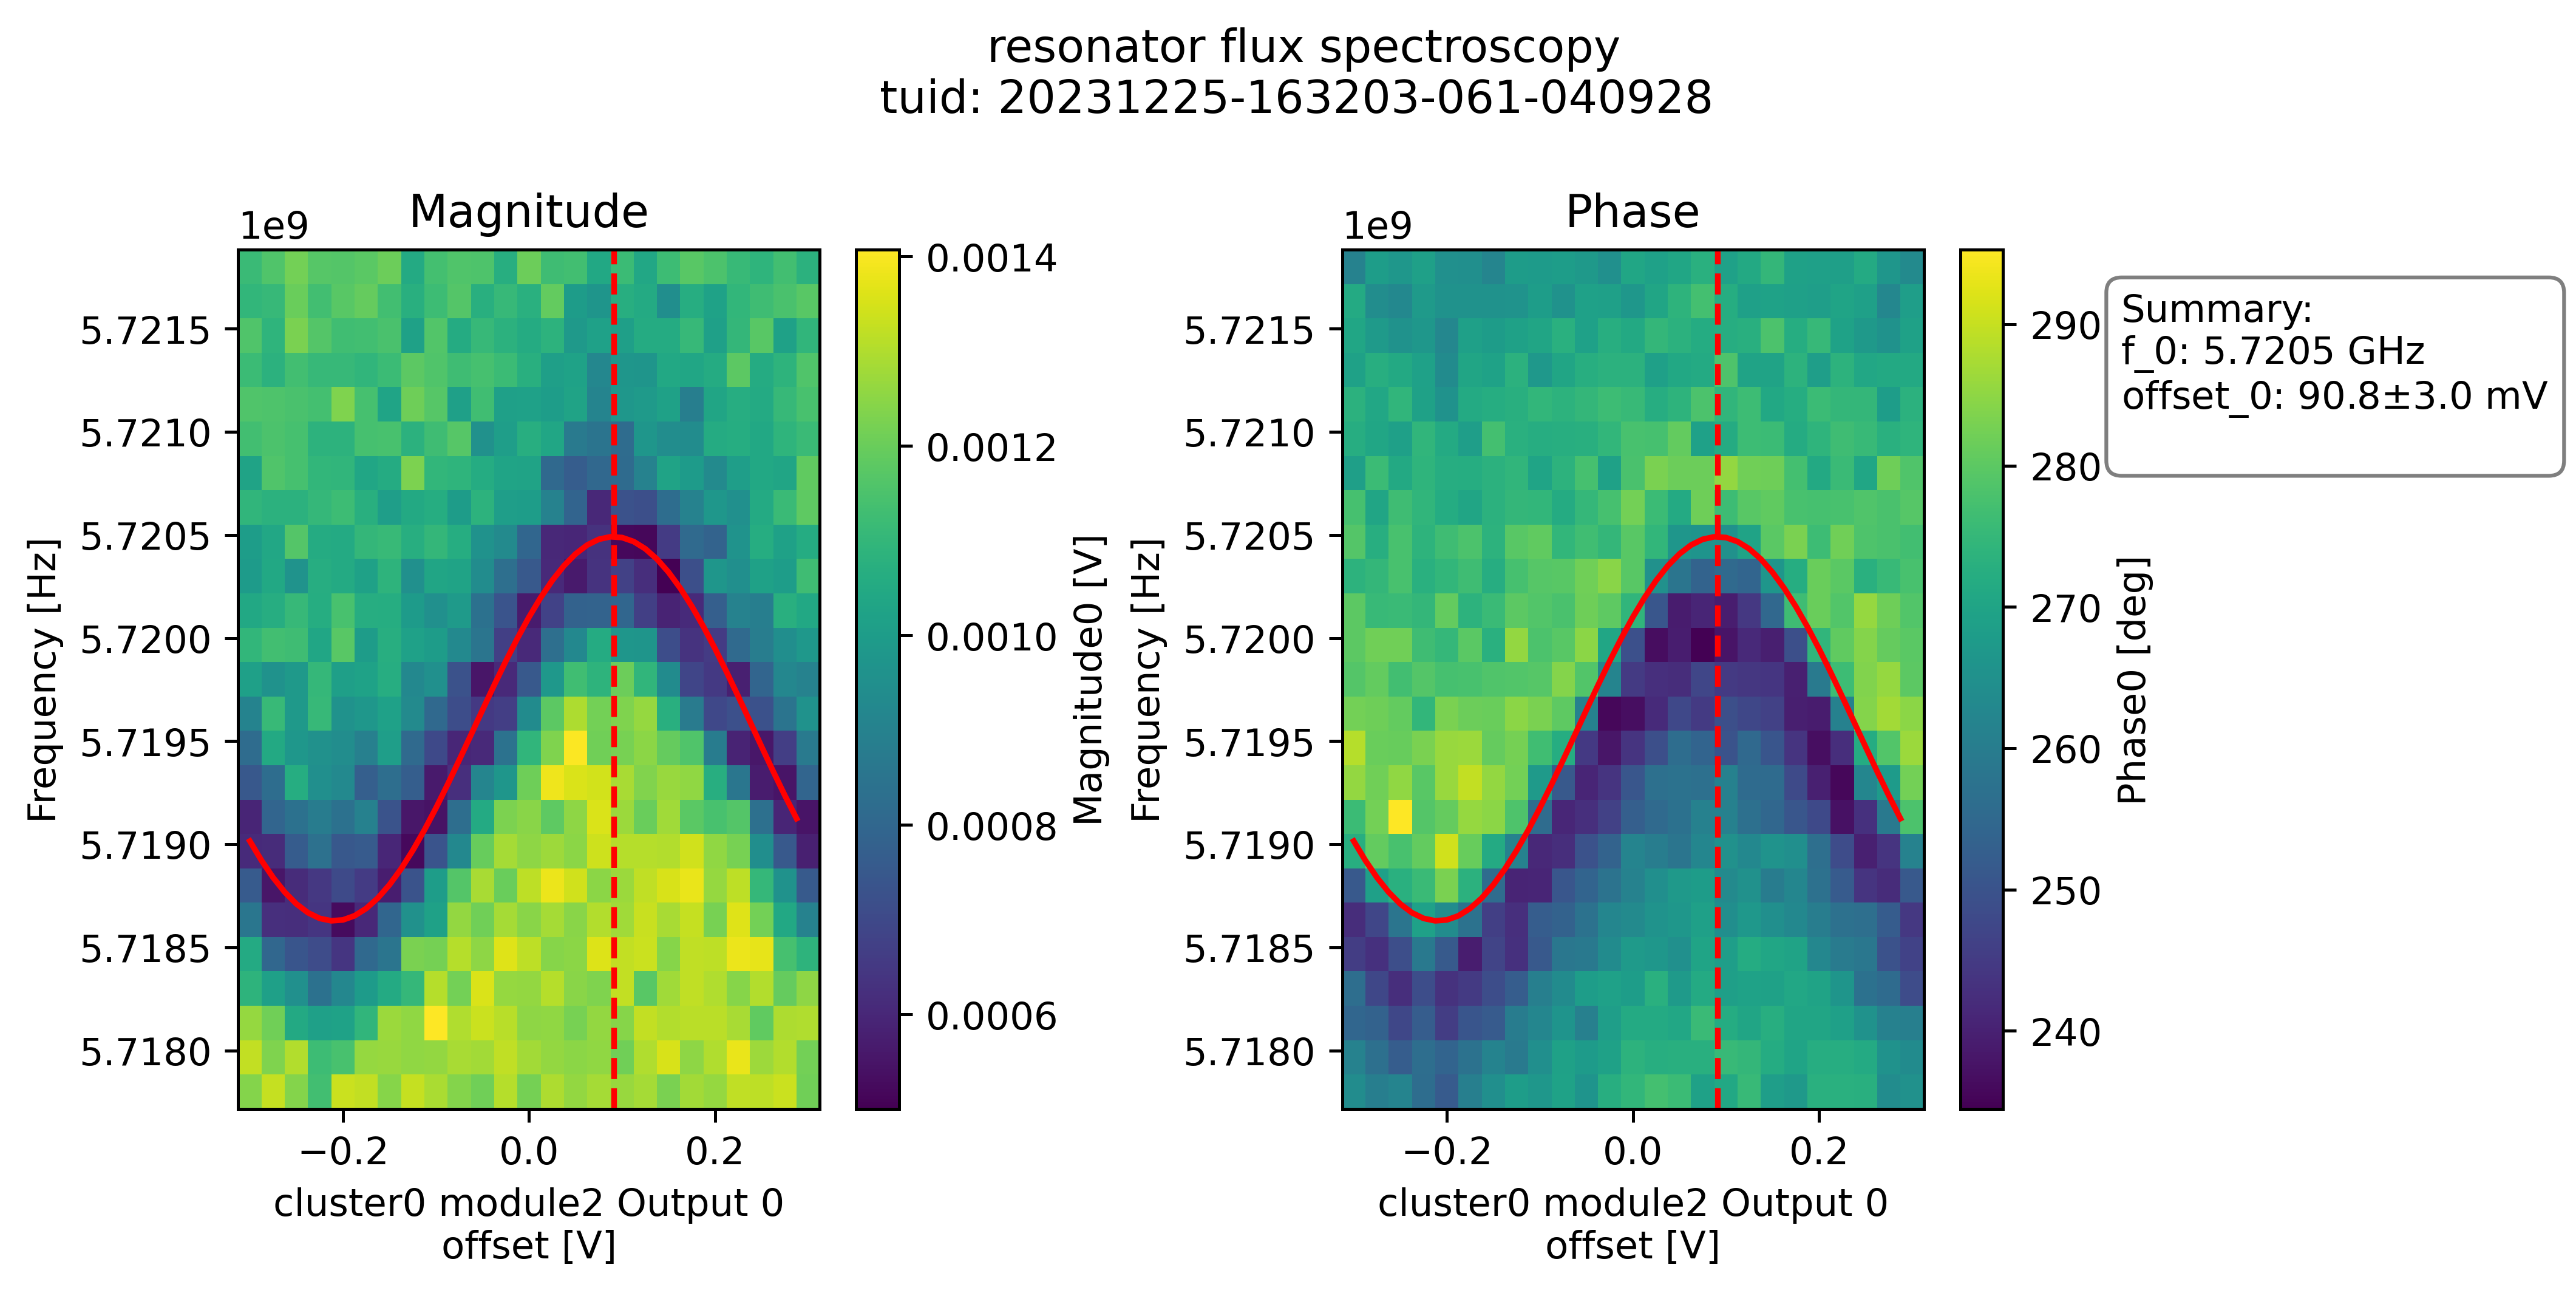 resonator flux spectroscopy
tuid: 20231225-163203-061-040928
Magnitude
1e9
5.7215
5.7210
5.7205
5.7200
5.7195
5.7190
5.7185
5.7180
Frequency [Hz]
−0.2
0.0
0.2
cluster0 module2 Output 0
offset [V]
0.0014
0.0012
0.0010
0.0008
0.0006
Magnitude0 [V]
Phase
1e9
5.7215
5.7210
5.7205
5.7200
5.7195
5.7190
5.7185
5.7180
Frequency [Hz]
−0.2
0.0
0.2
cluster0 module2 Output 0
offset [V]
290
280
270
260
250
240
Phase0 [deg]
Summary:
f_0: 5.7205 GHz
offset_0: 90.8±3.0 mV